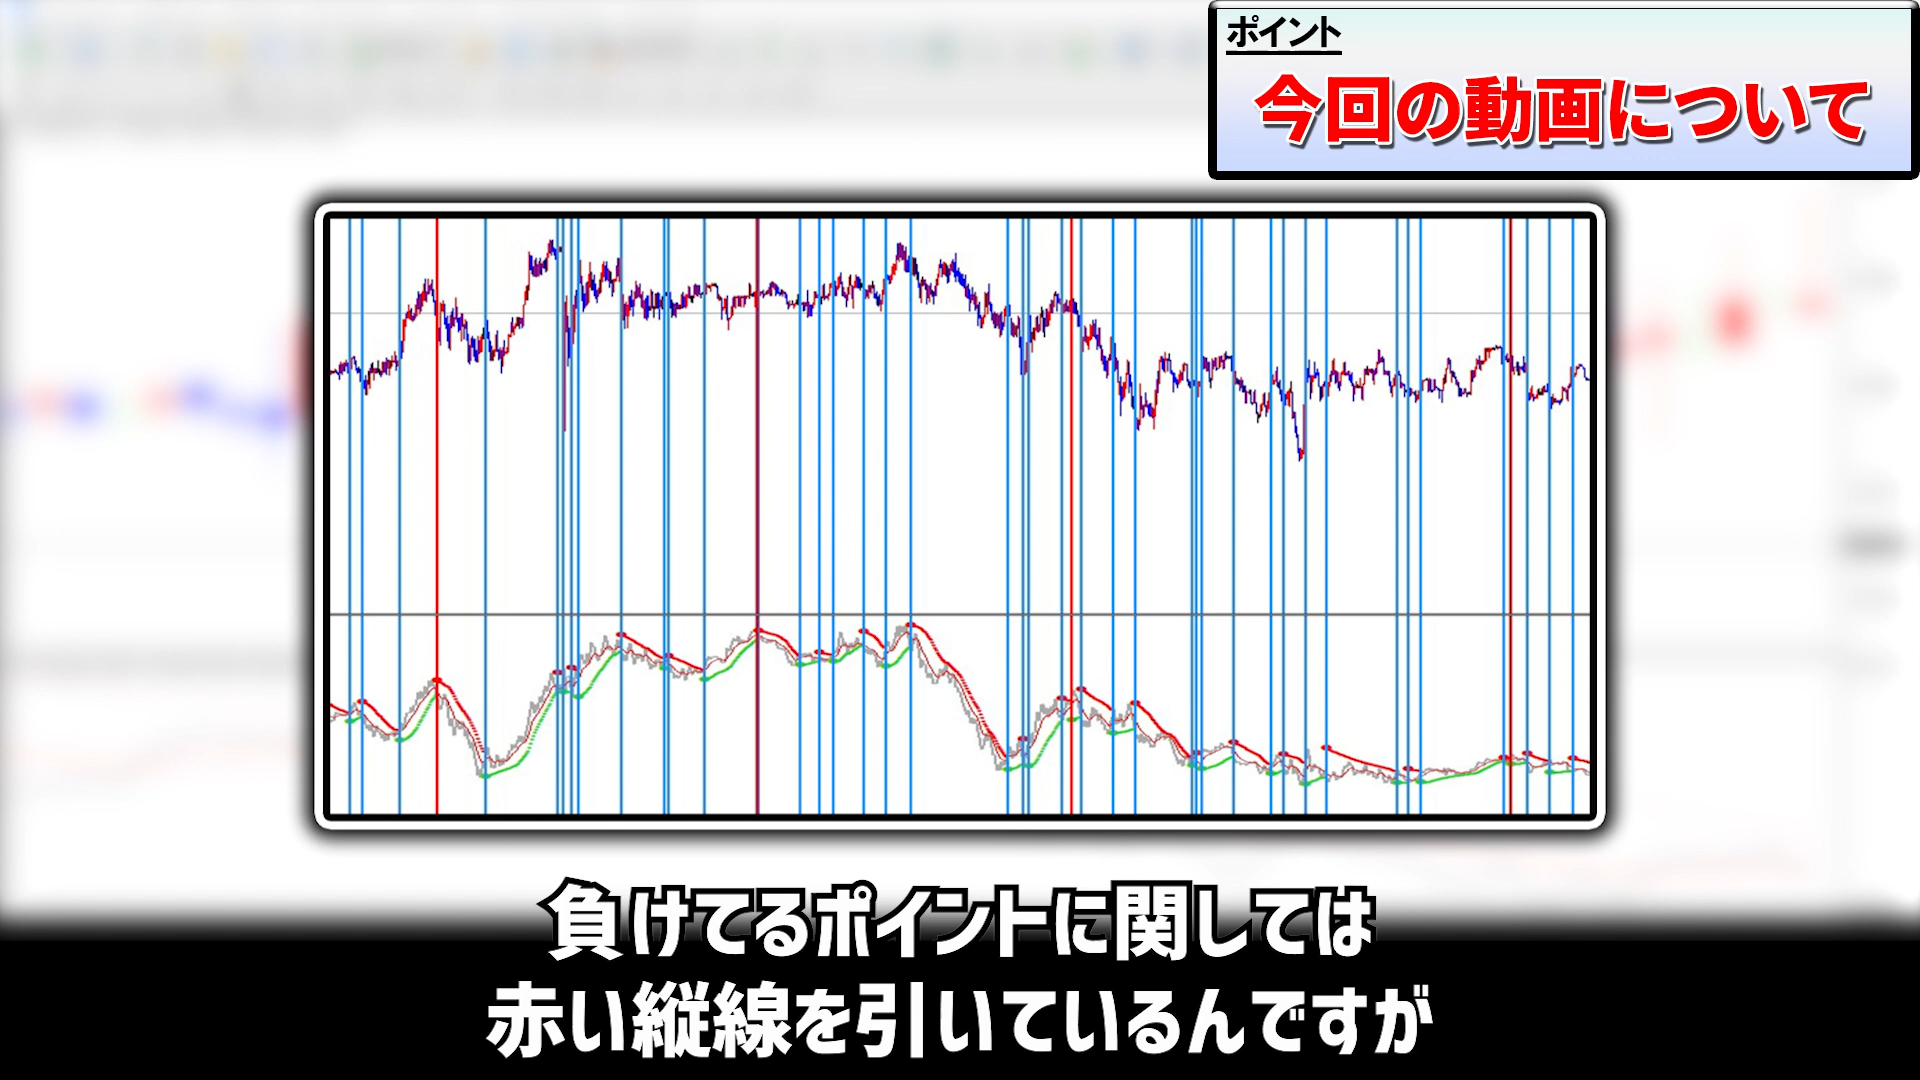 ポイント
今回の動画について
負けてるポイントに関しては
赤い縦線を引いているんですが